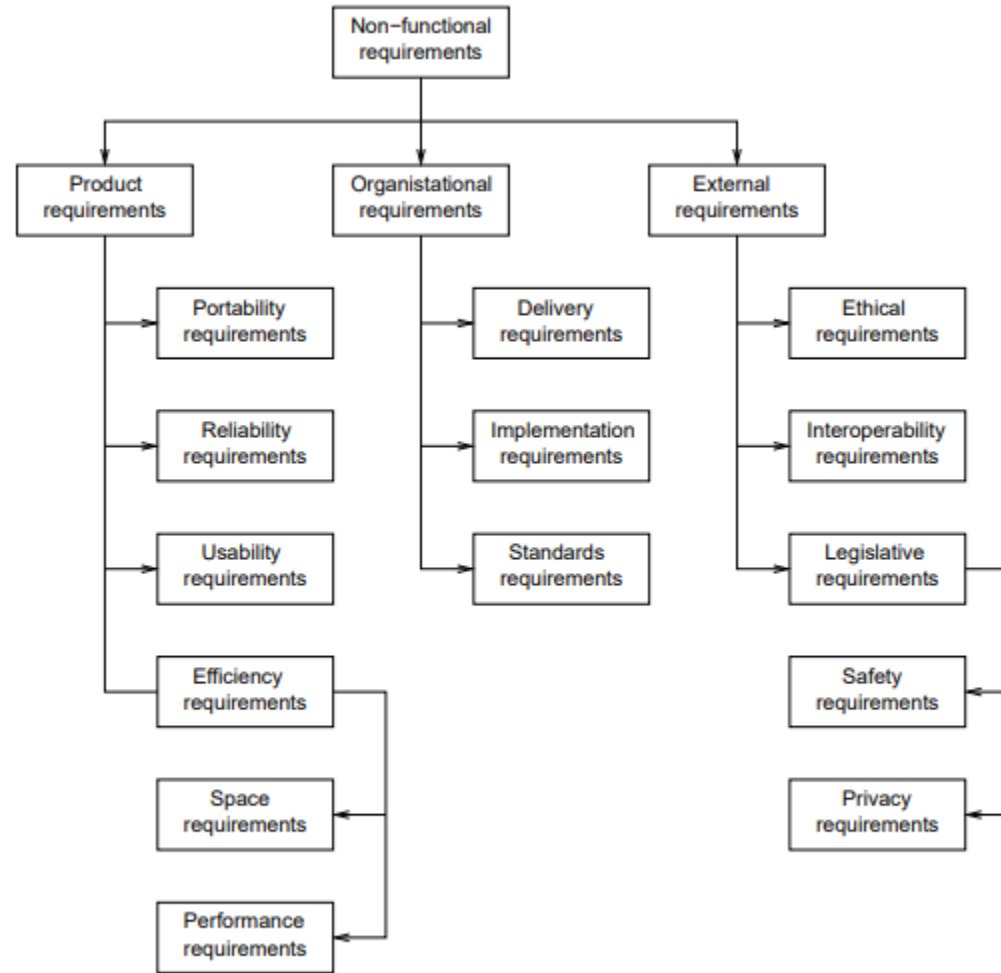 Non−functional
requirements
Product
requirements
Organistational
requirements
External
requirements
Portability
requirements
Delivery
requirements
Ethical
requirements
Reliability
requirements
Implementation
requirements
Interoperability
requirements
Usability
requirements
Standards
requirements
Legislative
requirements
Efficiency
requirements
Safety
requirements
Space
requirements
Privacy
requirements
Performance
requirements